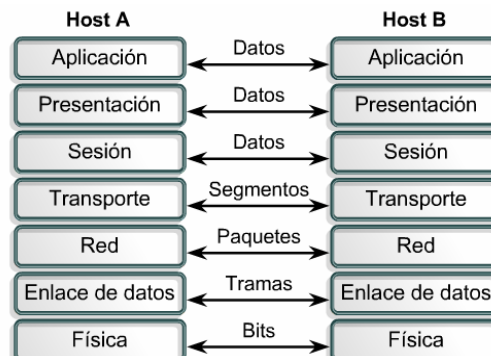 Host A Host B
Aplicación Datos Aplicación
Presentación Datos Presentación
Sesión Datos Sesión
Transporte Segmentos Transporte
Red Paquetes Red
Enlace de datos Tramas Enlace de datos
Física Bits Física